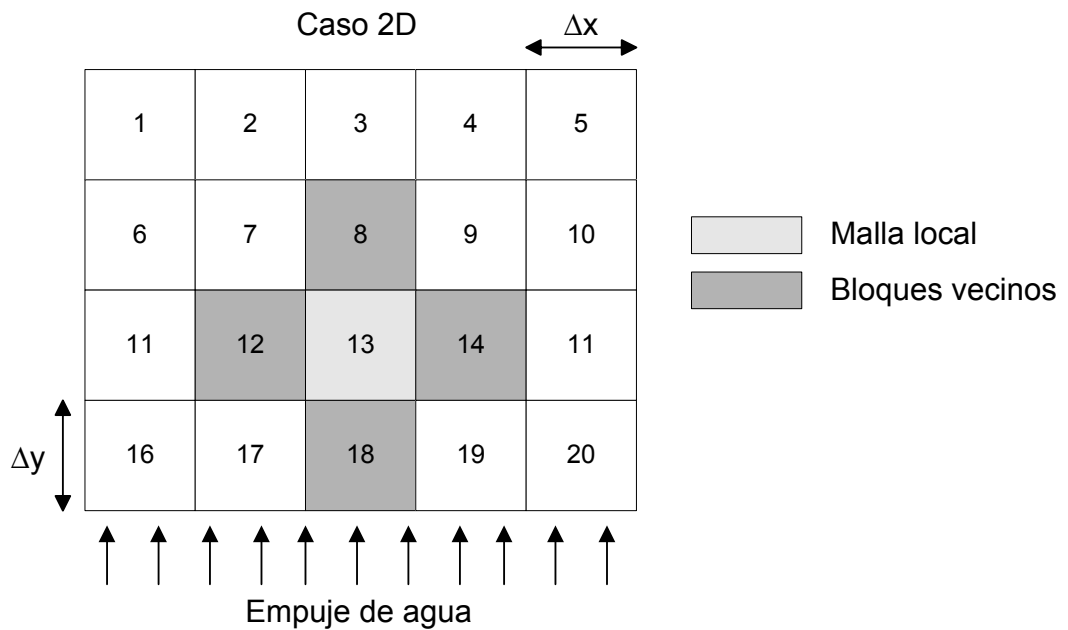 Caso 2D
Δx
1 2 3 4 5
6 7 8 9 10
Malla local
Bloques vecinos
11 12 13 14 11
Δy
16 17 18 19 20
Empuje de agua